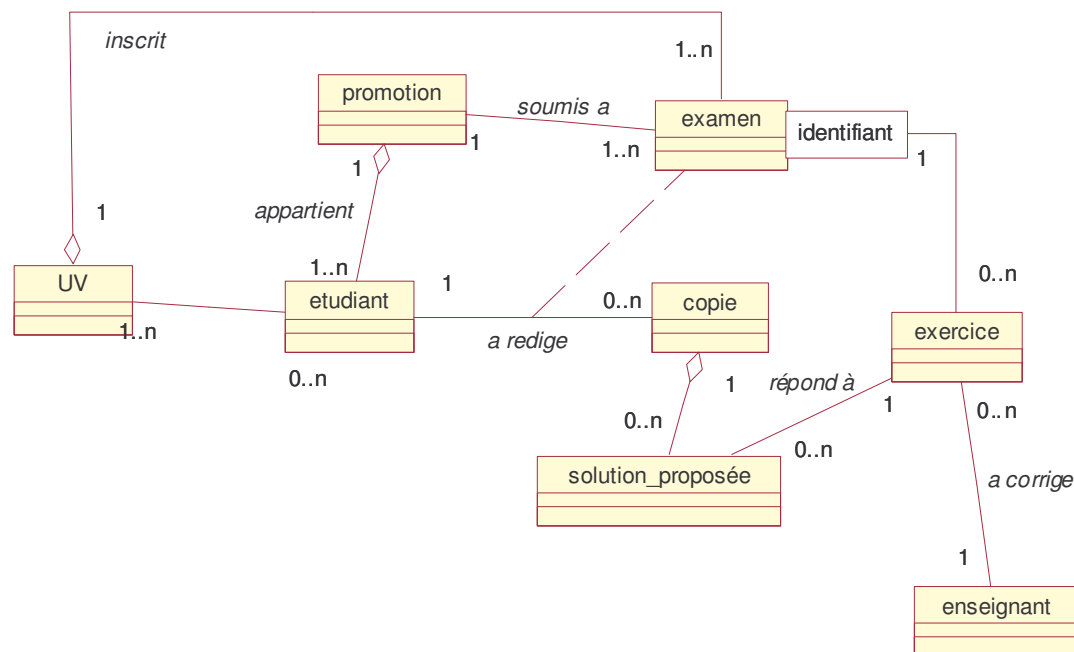 inscrit
1..n
promotion
soumis a
examen
identifiant
1
1..n
1
1
appartient
1
1..n
UV
1
0..n
0..n
etudiant
copie
1..n
a redige
exercice
répond à
0..n
1
1
0..n
0..n
0..n
solution_proposée
a corrige
1
enseignant